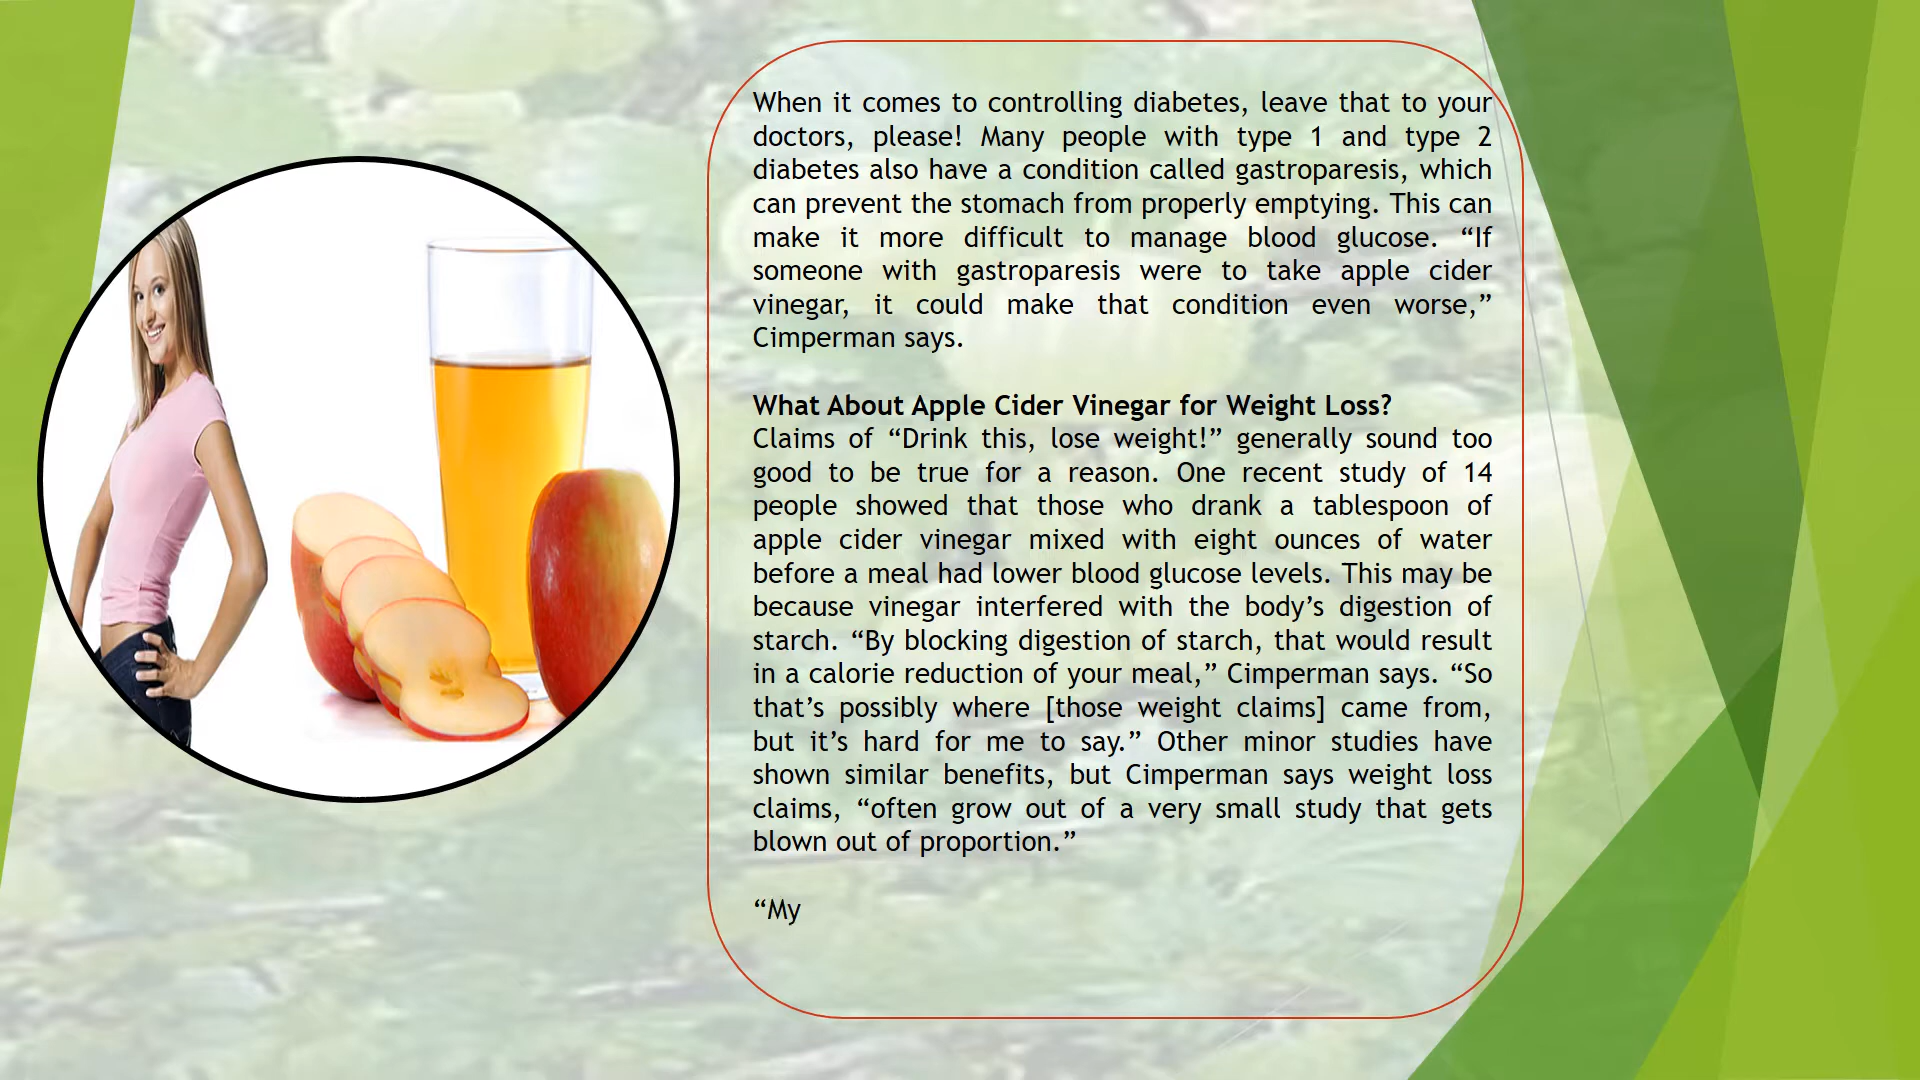 When it comes to controlling diabetes, leave that to your
doctors, please! Many people with type 1 and type 2
diabetes also have a condition called gastroparesis, which
can prevent the stomach from properly emptying. This can
make it more difficult to manage blood glucose. “If
someone with gastroparesis were to take apple cider
vinegar, it could make that condition even worse,”
Cimperman says.
What About Apple Cider Vinegar for Weight Loss?
Claims of “Drink this, lose weight!” generally sound too
good to be true for a reason. One recent study of 14
people showed that those who drank a tablespoon of
apple cider vinegar mixed with eight ounces of water
before a meal had lower blood glucose levels. This may be
because vinegar interfered with the body’s digestion of
starch. “By blocking digestion of starch, that would result
in a calorie reduction of your meal,” Cimperman says. “So
that’s possibly where [those weight claims] came from,
but it’s hard for me to say.” Other minor studies have
shown similar benefits, but Cimperman says weight loss
claims, “often grow out of a very small study that gets
blown out of proportion.”
“My